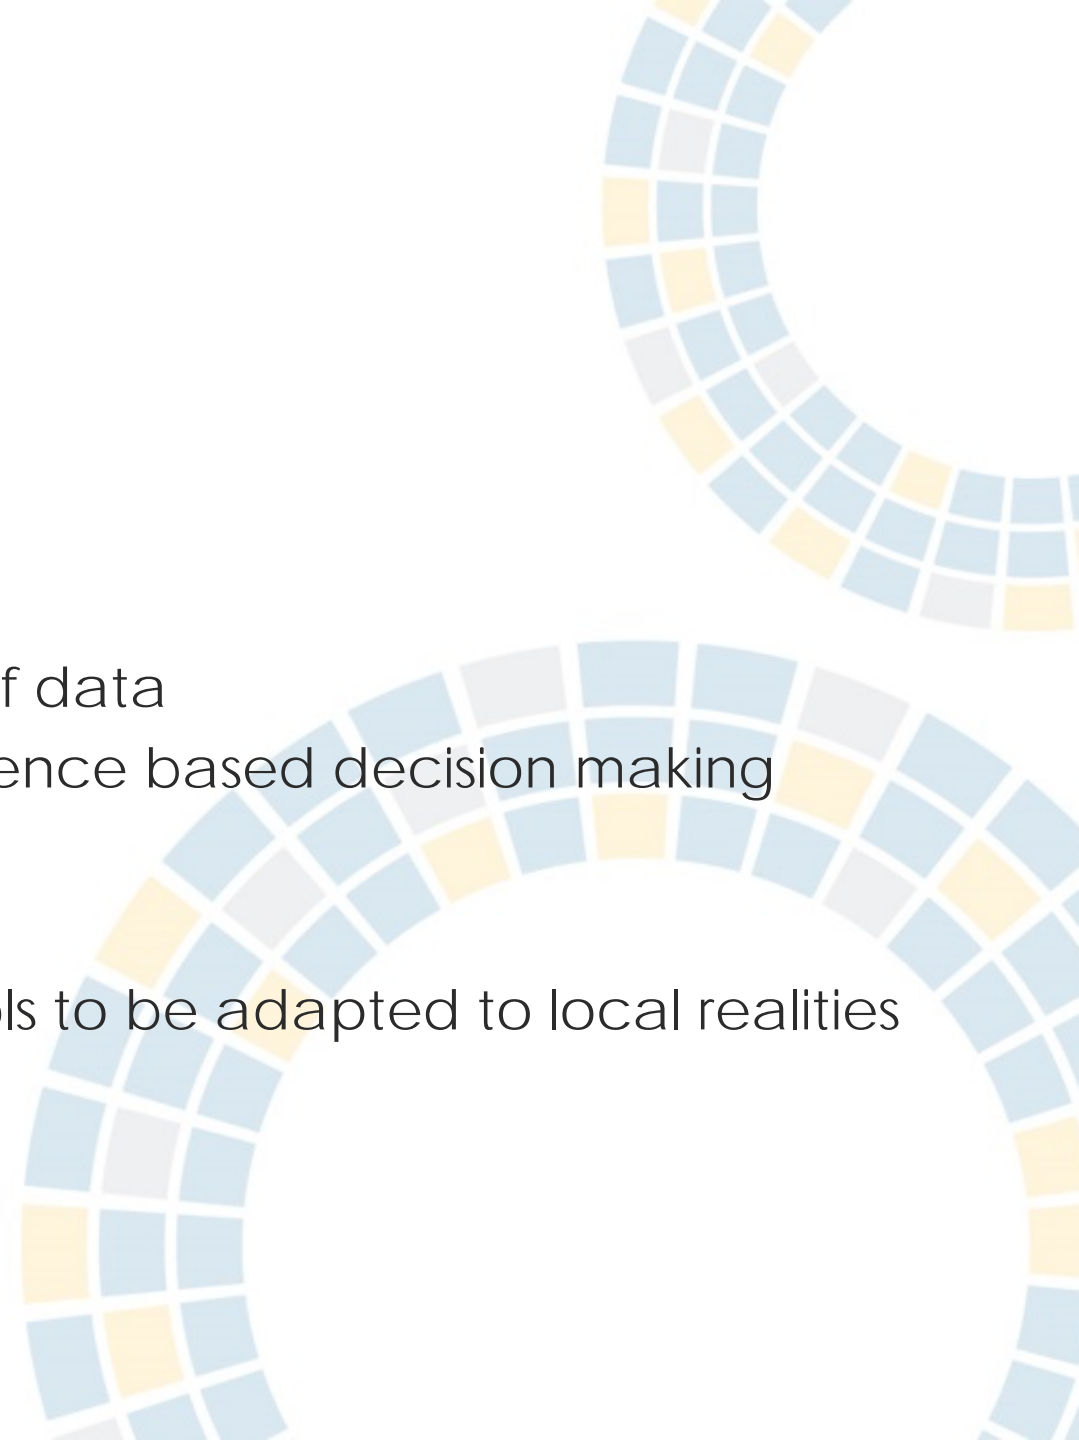 f data
ence based decision making
ls to be adapted to local realities